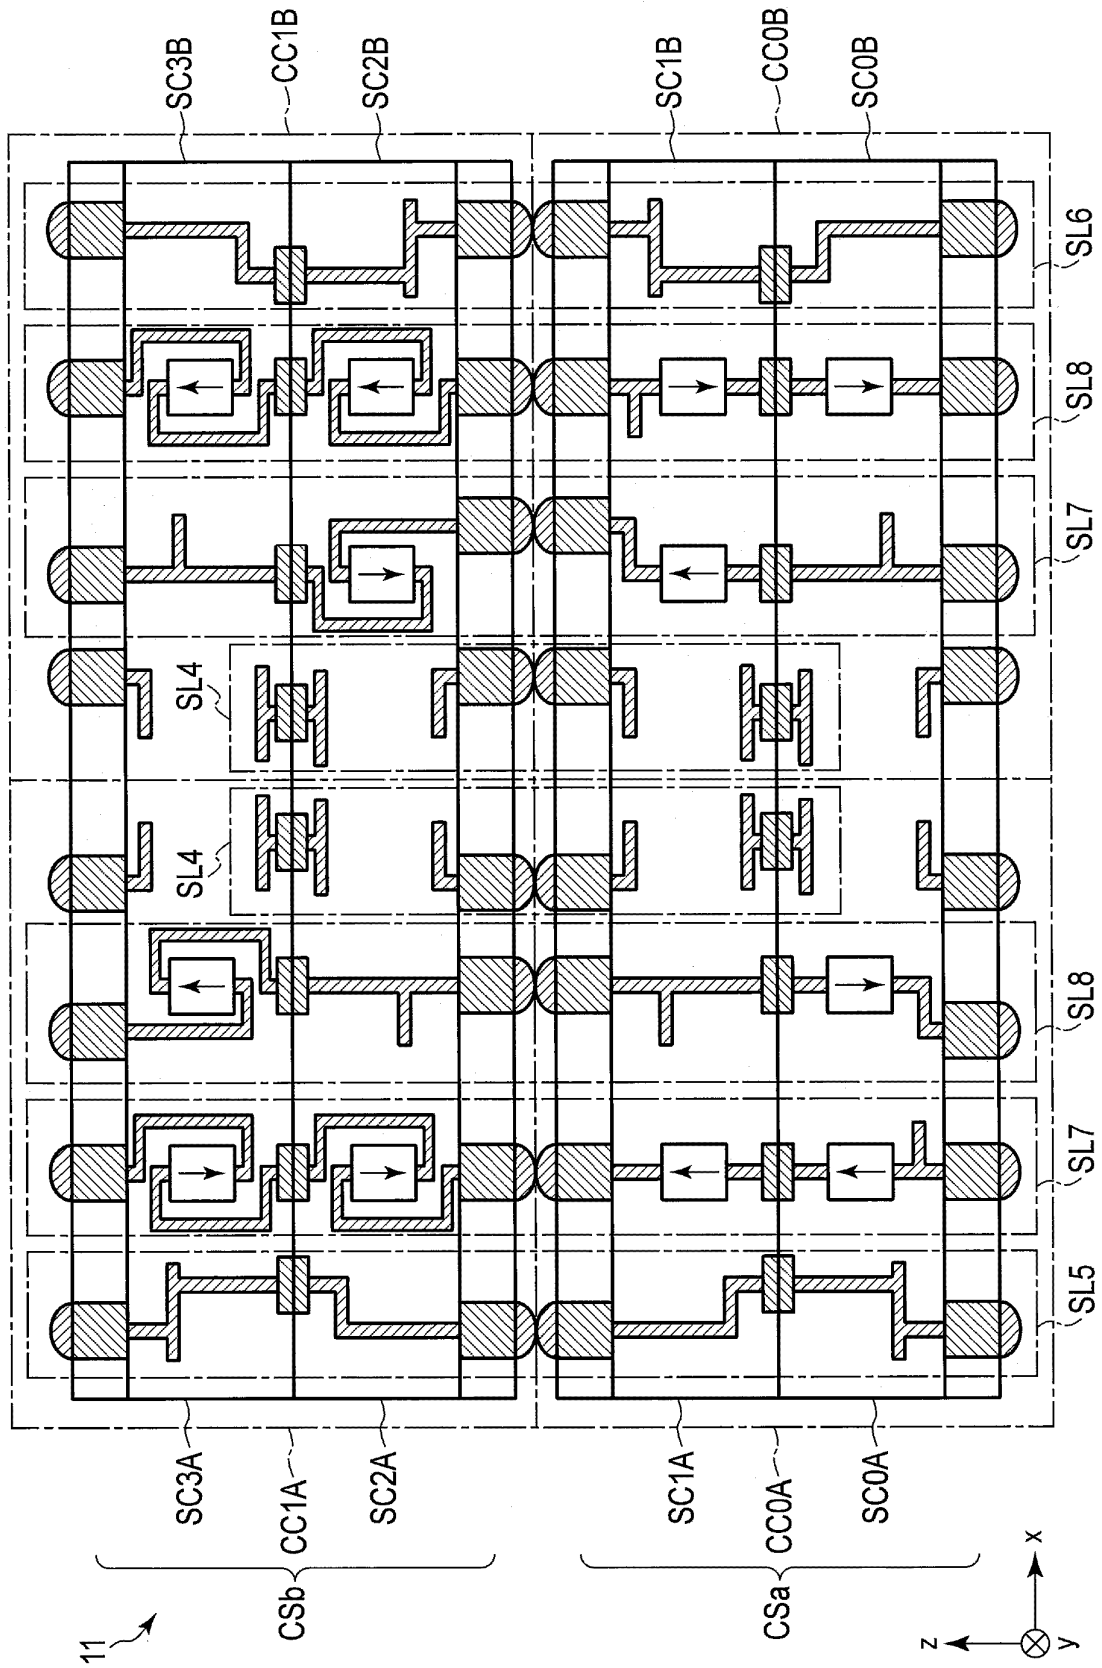 11
CSb
CSa
SC3A
CC1A
SC2A
SC1A
CC0A
SC0A
SC3B
CC1B
SC2B
SC1B
CC0B
SC0B
SL4
SL4
SL5
SL7
SL8
SL7
SL8
SL6
z
x
y